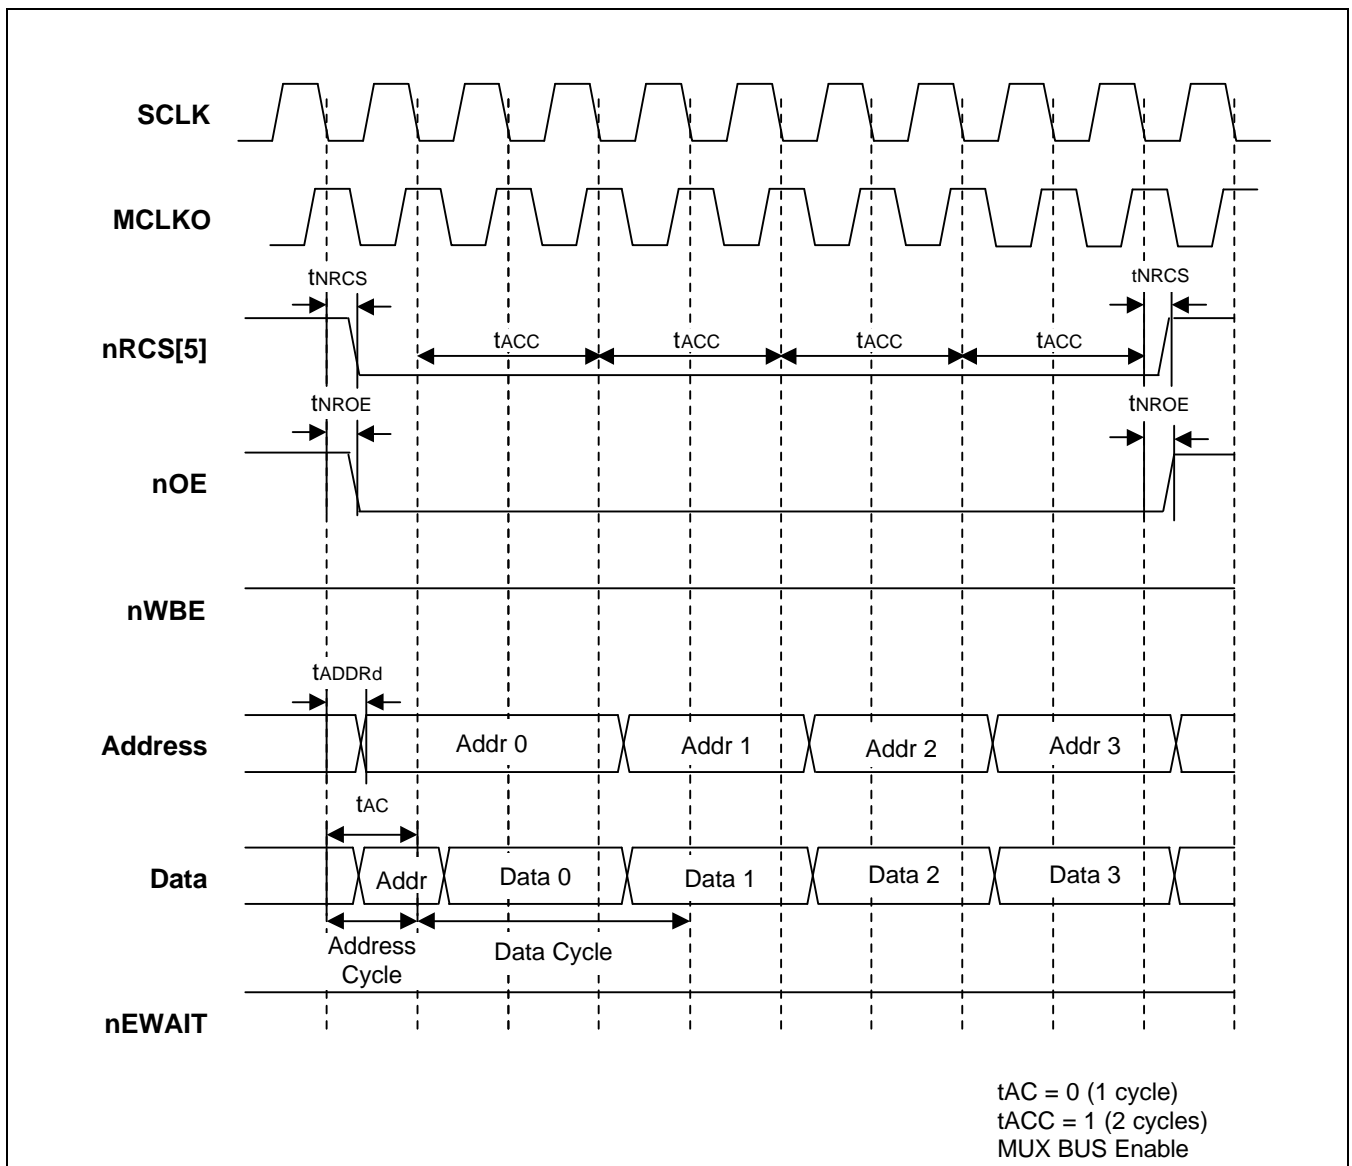 SCLK
MCLKO
tNRCS
tNRCS
nRCS[5]
tACC
tACC
tACC
tACC
tNROE
tNROE
nOE
nWBE
tADDRd
Address
Addr 0
Addr 1
Addr 2
Addr 3
tAC
Data
Addr
Data 0
Data 1
Data 2
Data 3
Address
Cycle
Data Cycle
nEWAIT
tAC = 0 (1 cycle)
tACC = 1 (2 cycles)
MUX BUS Enable